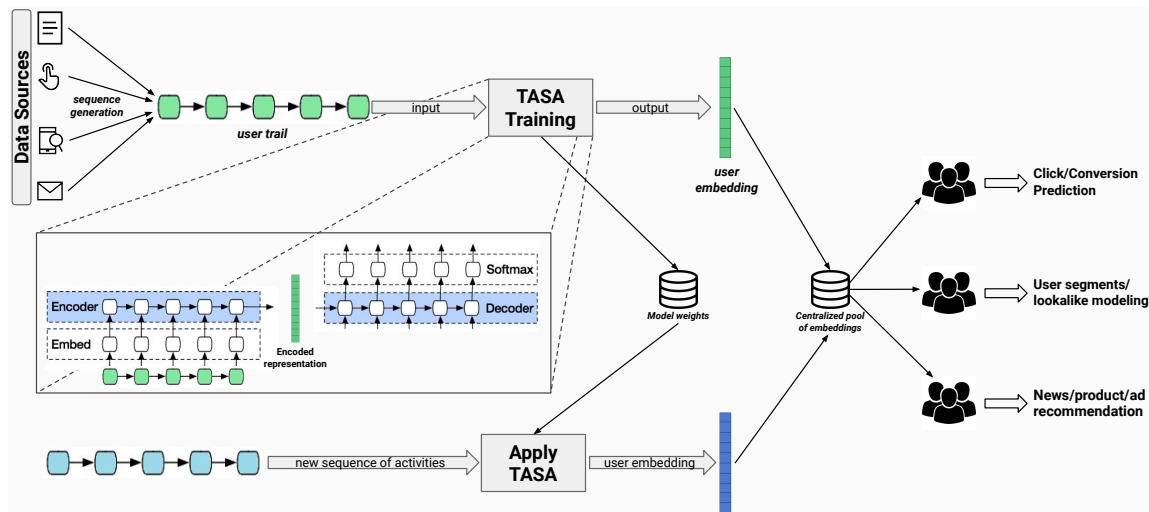 Data Sources
sequence
generation
user trail
input
TASA
Training
output
user
embedding
Click/Conversion
Prediction
Softmax
Encoder
Decoder
Embed
Encoded
representation
Model weights
Centralized pool
of embeddings
User segments/
lookalike modeling
News/product/ad
recommendation
new sequence of activities
Apply
TASA
user embedding